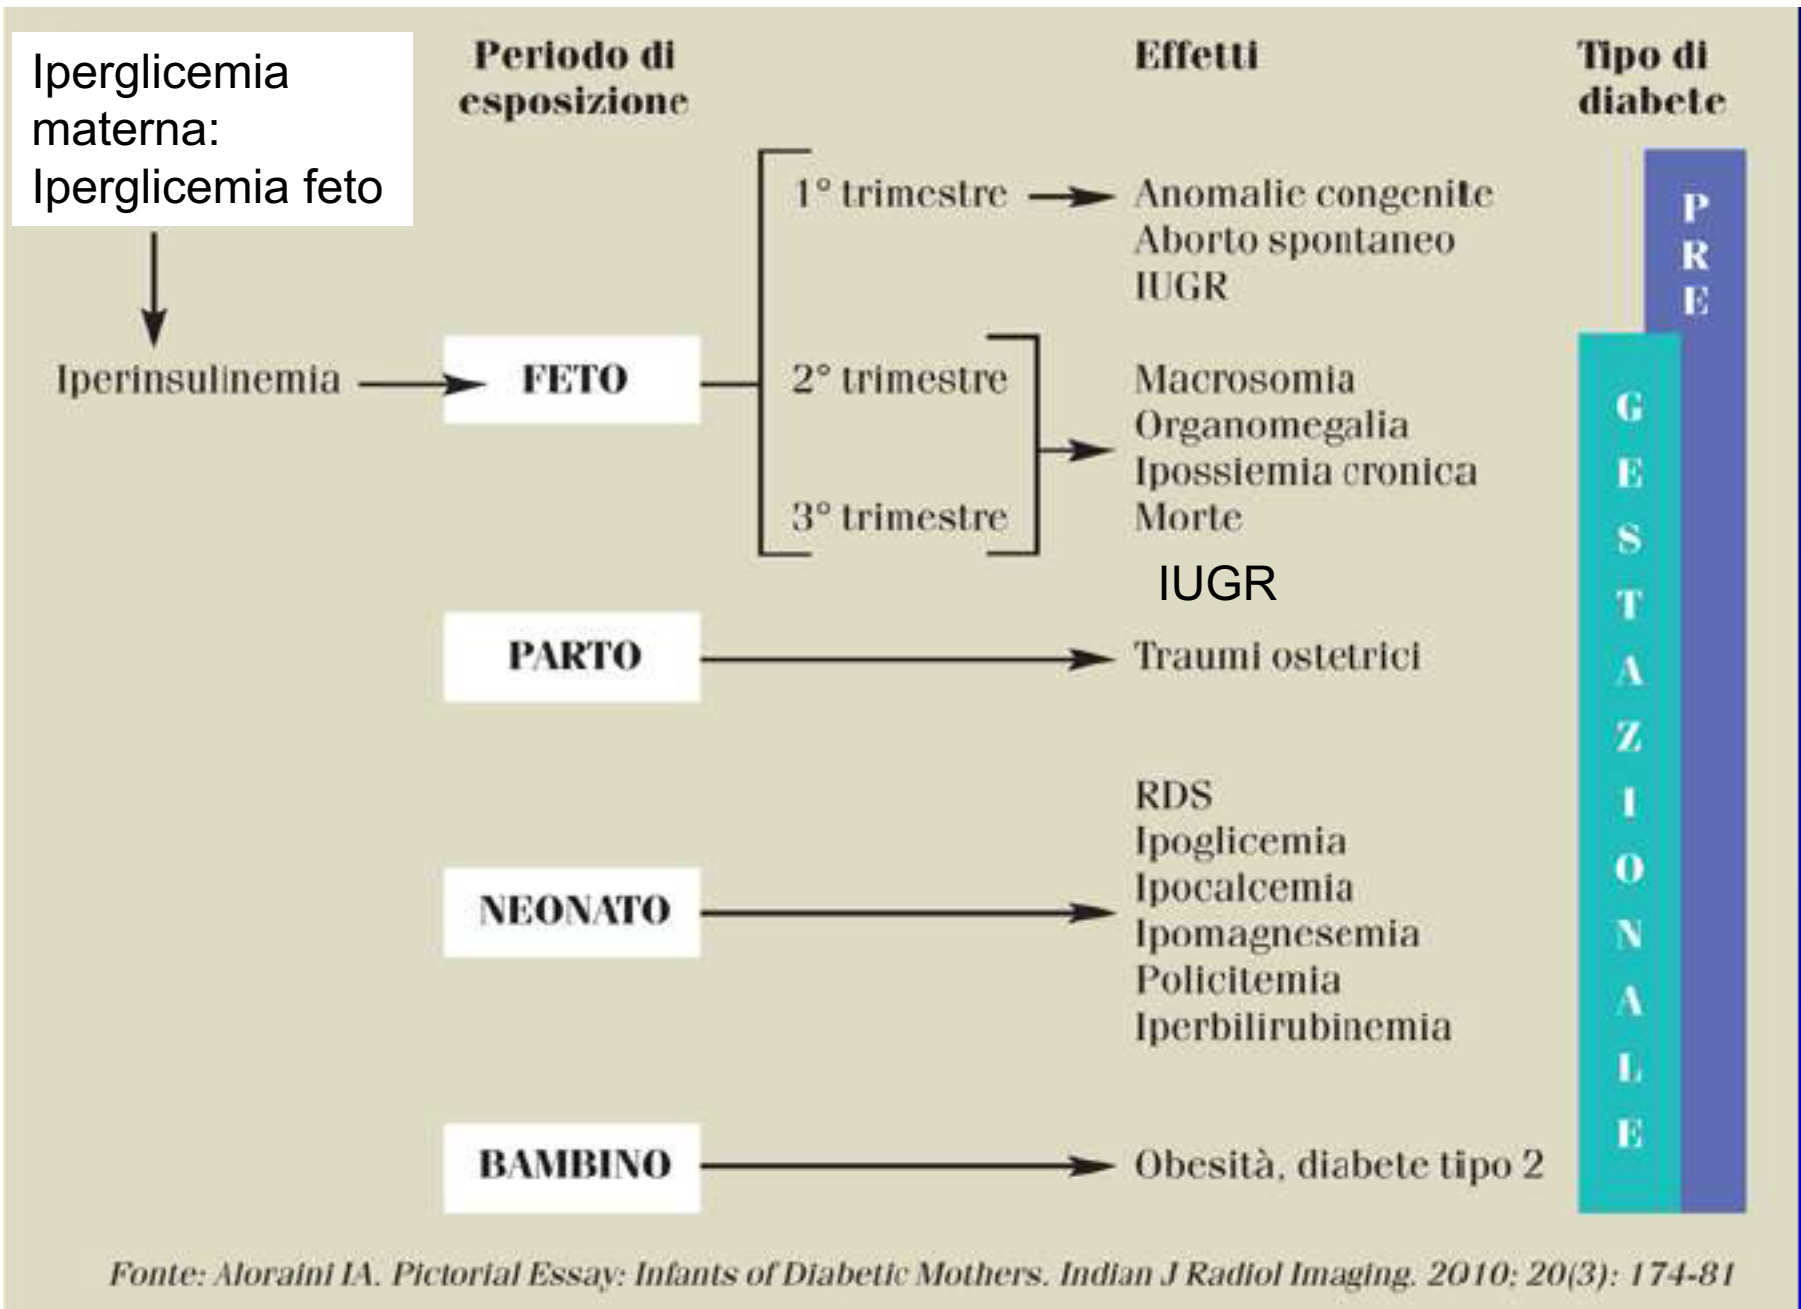 Iperglicemia
materna:
Iperglicemia feto
Periodo di
esposizione
Effetti
Tipo di
diabete
1° trimestre
Anomalie congenite
Aborto spontaneo
IUGR
Iperinsulinemia
FETO
2° trimestre
Macrosomia
Organomegalia
Ipossiemia cronica
3° trimestre
Morte
IUGR
PARTO
Traumi ostetrici
NEONATO
RDS
Ipoglicemia
Ipocalcemia
Ipomagnesemia
Policitemia
Iperbilirubinemia
BAMBINO
Obesità, diabete tipo 2
PRE
GESTAZIONALE
Fonte: Aloraini IA. Pictorial Essay: Infants of Diabetic Mothers. Indian J Radiol Imaging. 2010; 20(3): 174-81